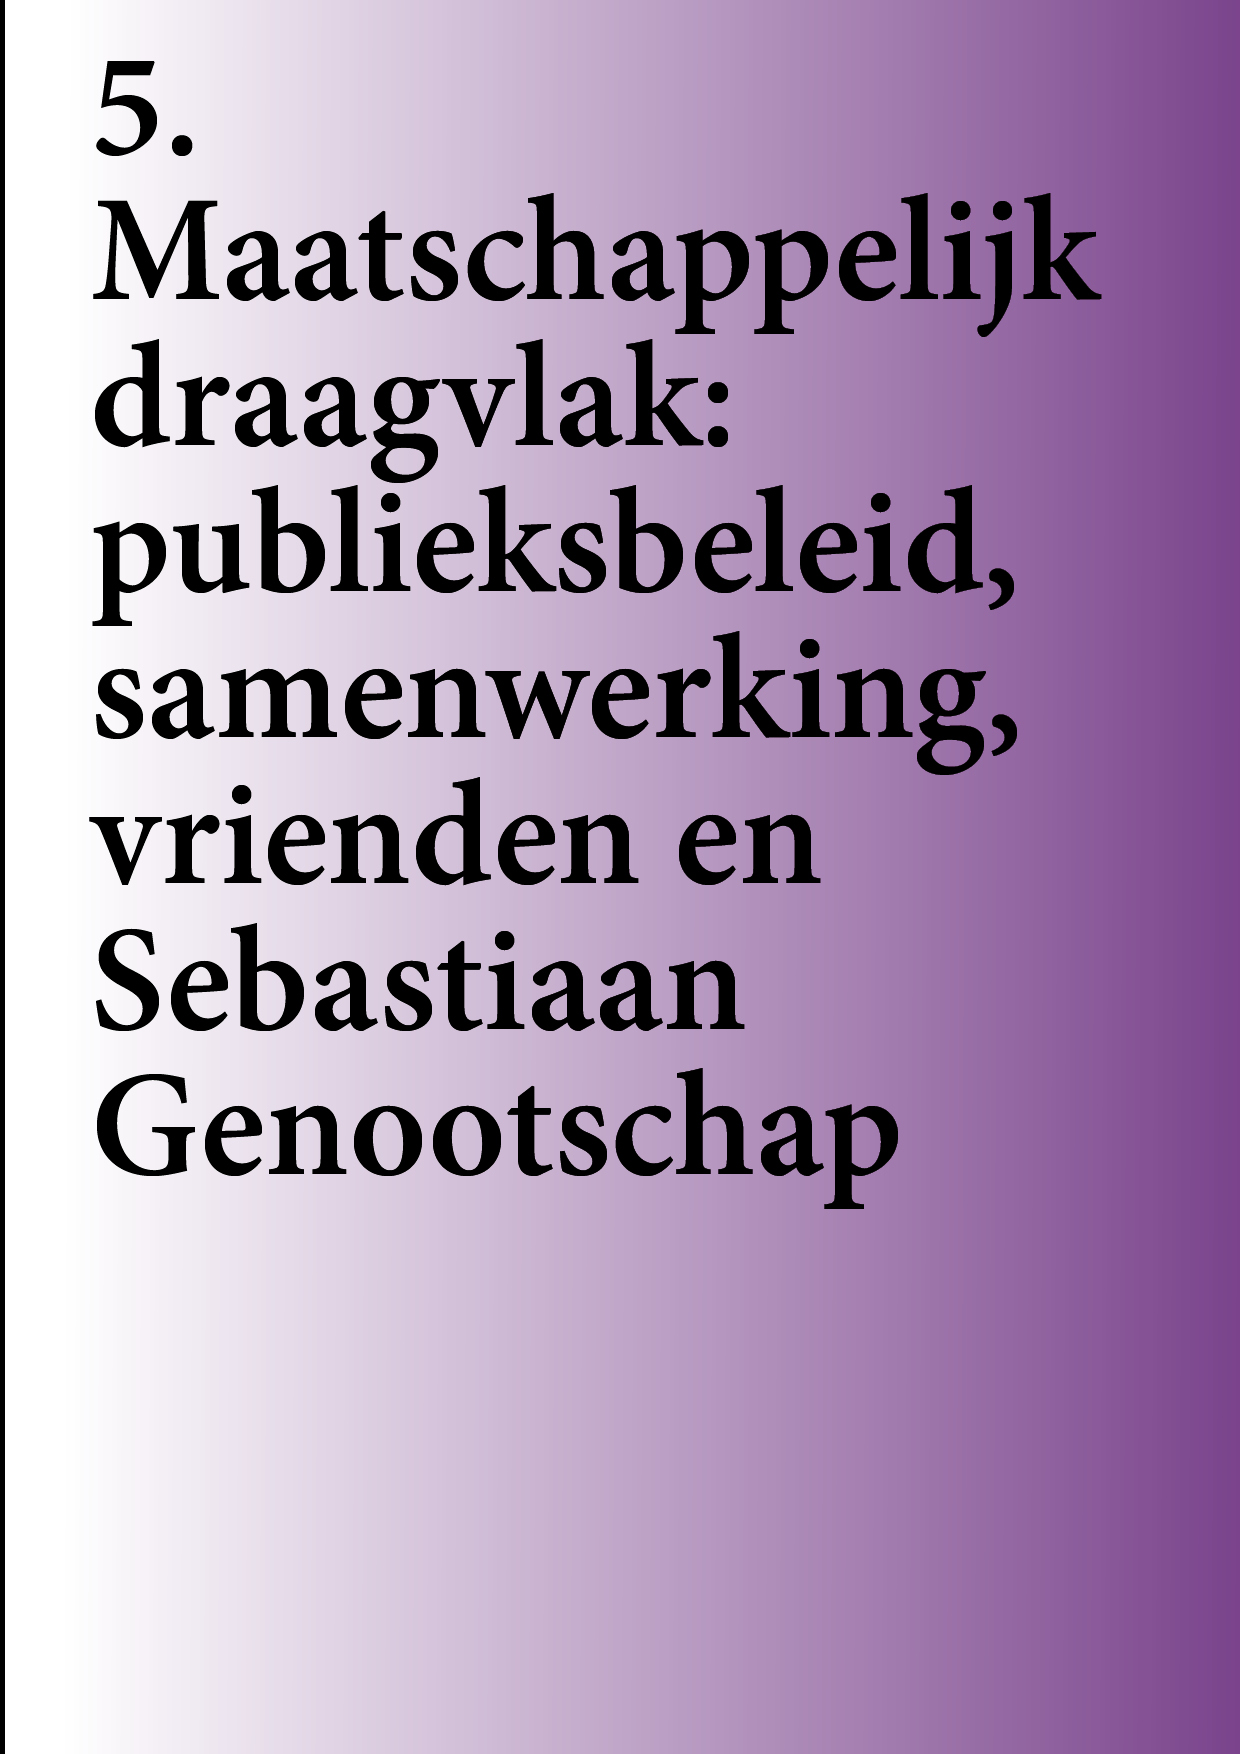 5.
Maatschappelijk
draagvlak:
publieksbeleid,
samenwerking,
vrienden en
Sebastiaan
Genootschap